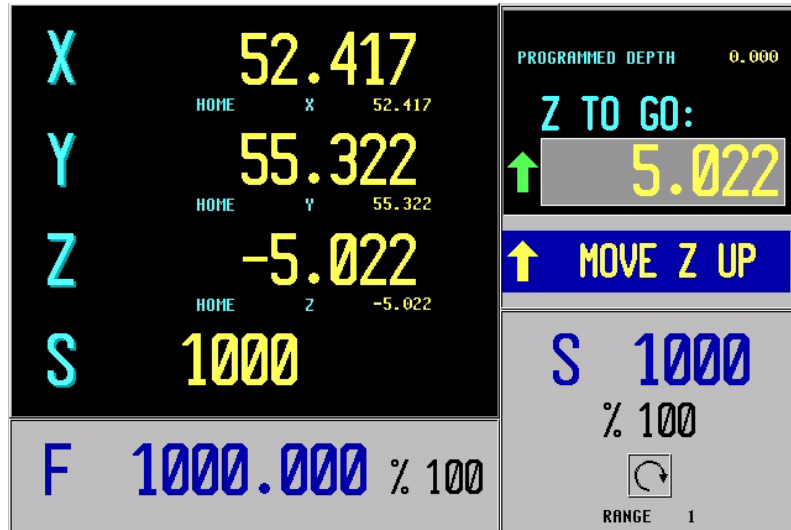 X 52.417
HOME X 52.417
Y 55.322
HOME Y 55.322
Z -5.022
HOME Z -5.022
S 1000
F 1000.000 % 100
PROGRAMMED DEPTH 0.000
Z TO GO:
5.022
MOVE Z UP
S 1000
% 100
RANGE 1